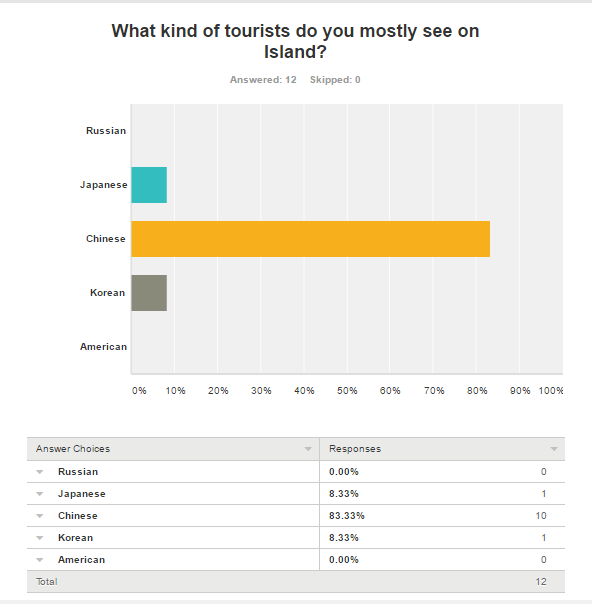 What kind of tourists do you mostly see on
Island?
Answered: 12 Skipped: 0
Russian
Japanese
Chinese
Korean
American
0% 10% 20% 30% 40% 50% 60% 70% 80% 90% 100%
Answer Choices Responses
Russian 0.00% 0
Japanese 8.33% 1
Chinese 83.33% 10
Korean 8.33% 1
American 0.00% 0
Total 12